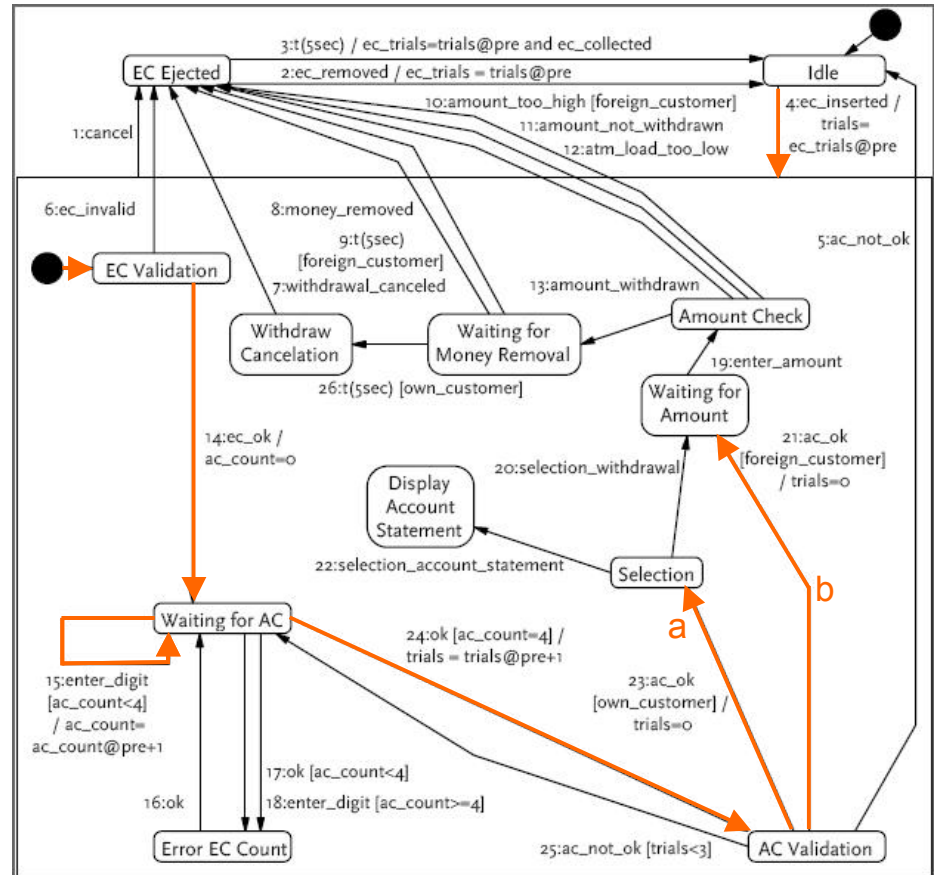 3:t(5sec) / ec_trials=trials@pre and ec_collected
EC Ejected
2:ec_removed / ec_trials = trials@pre
Idle
10:amount_too_high [foreign_customer]
11:amount_not_withdrawn
12:atm_load_too_low
4:ec_inserted /
trials=
ec_trials@pre
1:cancel
6:ec_invalid
8:money_removed
5:ac_not_ok
9:t(5sec)
[foreign_customer]
7:withdrawal_canceled
EC Validation
13:amount_withdrawn
Withdraw
Cancelation
Waiting for
Money Removal
Amount Check
26:t(5sec) [own_customer]
19:enter_amount
Waiting for
Amount
14:ec_ok /
ac_count=0
21:ac_ok
[foreign_customer]
/ trials=0
20:selection_withdrawal
Display
Account
Statement
22:selection_account_statement
Selection
b
a
Waiting for AC
24:ok [ac_count=4] /
trials = trials@pre+1
15:enter_digit
[ac_count<4]
/ ac_count=
ac_count@pre+1
23:ac_ok
[own_customer] /
trials=0
17:ok [ac_count<4]
16:ok
18:enter_digit [ac_count>=4]
Error EC Count
25:ac_not_ok [trials<3]
AC Validation